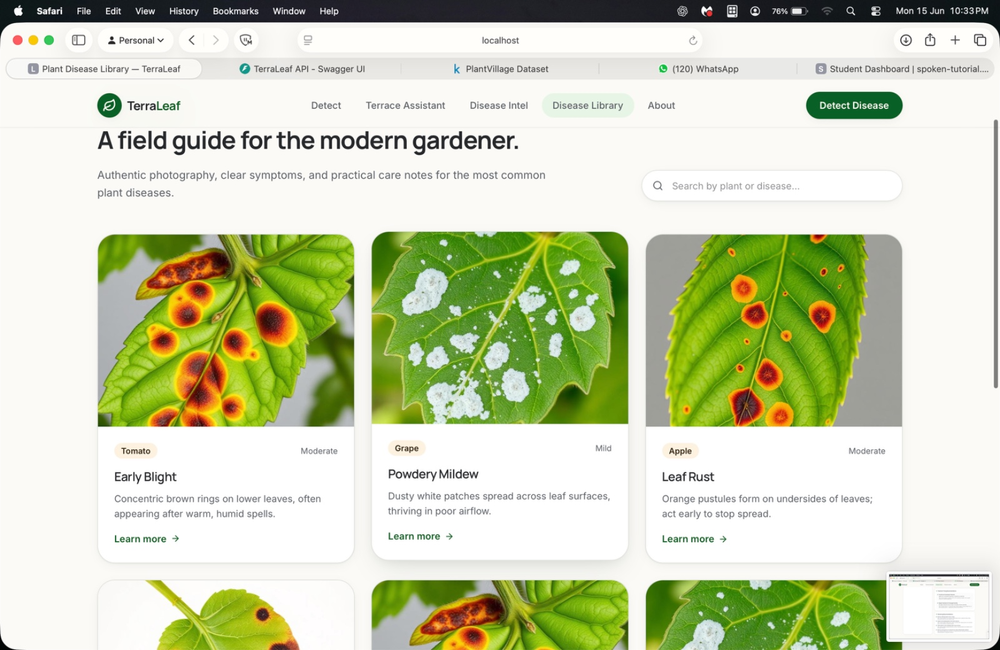 Safari File Edit View History Bookmarks Window Help 76% Mon 15 Jun 10:33 PM
Personal localhost
L Plant Disease Library — TerraLeaf TerraLeaf API - Swagger UI k PlantVillage Dataset (120) WhatsApp S Student Dashboard | spoken-tutorial....
TerraLeaf Detect Terrace Assistant Disease Intel Disease Library About Detect Disease
A field guide for the modern gardener.
Authentic photography, clear symptoms, and practical care notes for the most common
plant diseases.
Search by plant or disease...
Tomato Moderate
Early Blight
Concentric brown rings on lower leaves, often
appearing after warm, humid spells.
Learn more →
Grape Mild
Powdery Mildew
Dusty white patches spread across leaf surfaces,
thriving in poor airflow.
Learn more →
Apple Moderate
Leaf Rust
Orange pustules form on undersides of leaves;
act early to stop spread.
Learn more →